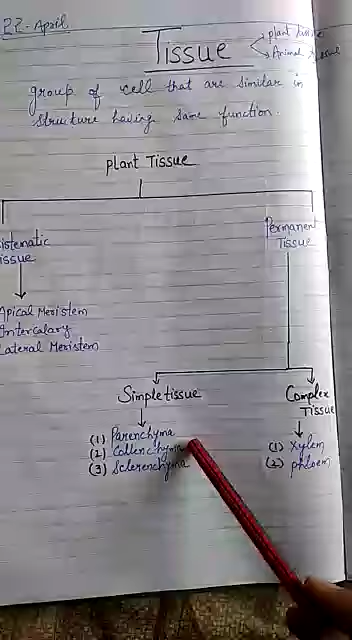 22-April
Tissue
plant tissue
Animal tissue
group of cell that are similar in
structure having same function.
plant Tissue
istematic
issue
Permanent
Tissue
Apical Meristem
Intercalary
Lateral Meristem
Simple tissue
Complex
Tissue
(1) Parenchyma
(2) Collenchyma
(3) Sclerenchyma
(1) Xylem
(2) phloem